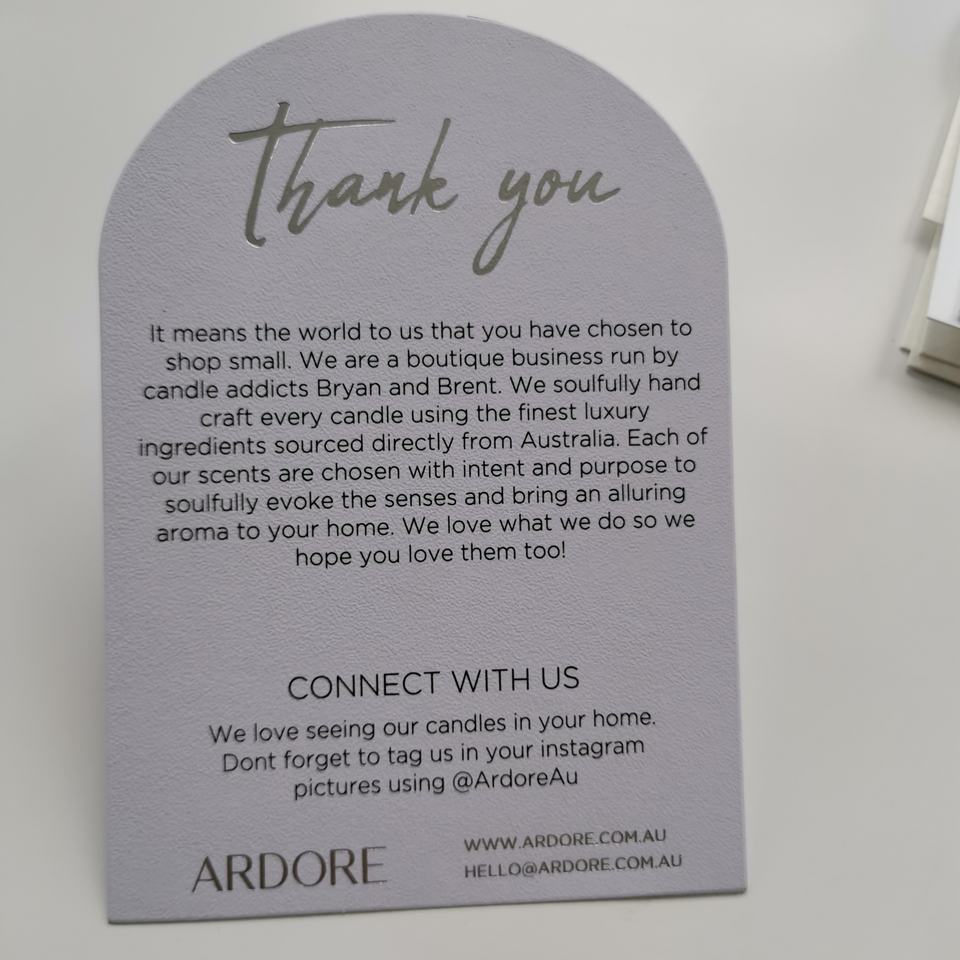 Thank you
It means the world to us that you have chosen to
shop small. We are a boutique business run by
candle addicts Bryan and Brent. We soulfully hand
craft every candle using the finest luxury
ingredients sourced directly from Australia. Each of
our scents are chosen with intent and purpose to
soulfully evoke the senses and bring an alluring
aroma to your home. We love what we do so we
hope you love them too!
CONNECT WITH US
We love seeing our candles in your home.
Dont forget to tag us in your instagram
pictures using @ArdoreAu
ARDORE
WWW.ARDORE.COM.AU
HELLO@ARDORE.COM.AU